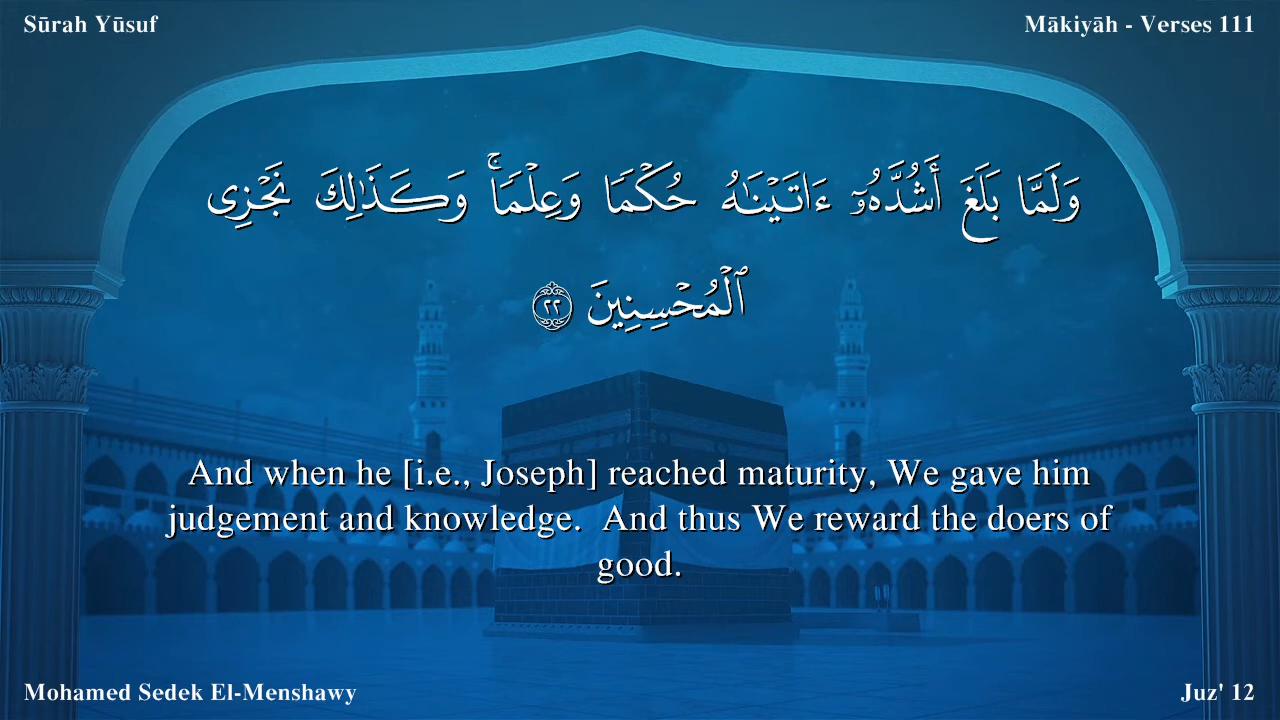 Sūrah Yūsuf
Mākiyāh - Verses 111
وَلَمَّا بَلَغَ أَشُدَّهُۥٓ ءَاتَيْنَـٰهُ حُكْمًا وَعِلْمًا ۚ وَكَذَٰلِكَ نَجْزِى
ٱلْمُحْسِنِينَ ٢٢
And when he [i.e., Joseph] reached maturity, We gave him
judgement and knowledge.  And thus We reward the doers of
good.
Mohamed Sedek El-Menshawy
Juz' 12